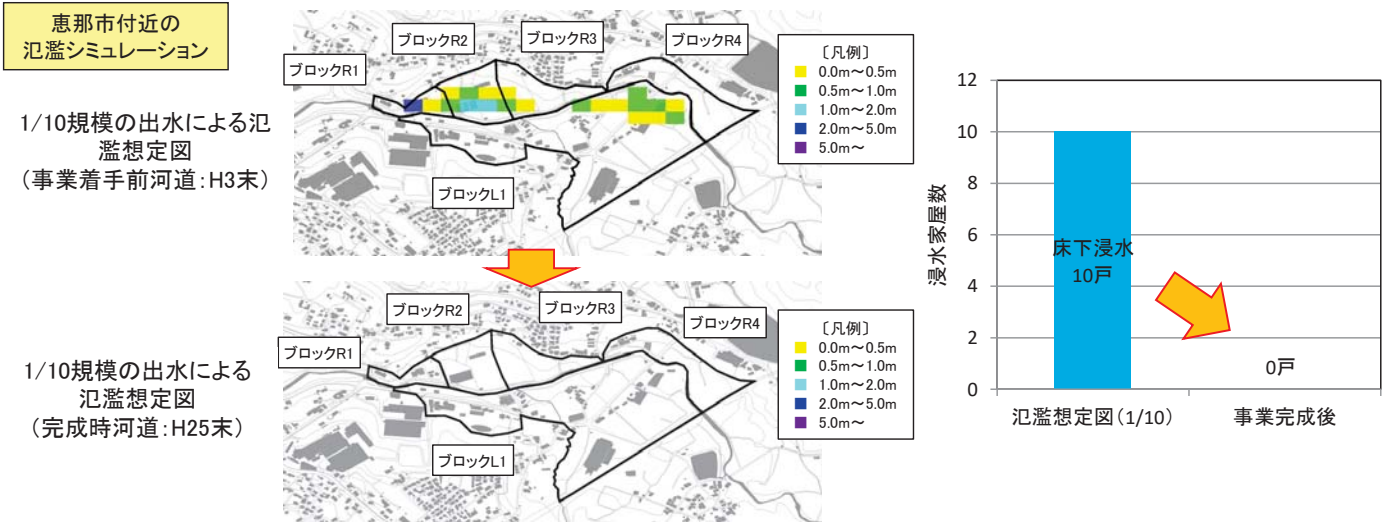 恵那市付近の
氾濫シミュレーション
1/10規模の出水による氾
濫想定図
（事業着手前河道：H3末）
ブロックR1
ブロックR2
ブロックR3
ブロックR4
ブロックL1
〔凡例〕
0.0m～0.5m
0.5m～1.0m
1.0m～2.0m
2.0m～5.0m
5.0m～
1/10規模の出水による
氾濫想定図
（完成時河道：H25末）
ブロックR1
ブロックR2
ブロックR3
ブロックR4
ブロックL1
〔凡例〕
0.0m～0.5m
0.5m～1.0m
1.0m～2.0m
2.0m～5.0m
5.0m～
浸水家屋数
12
10
8
6
4
2
0
床下浸水
10戸
0戸
氾濫想定図（1/10）
事業完成後